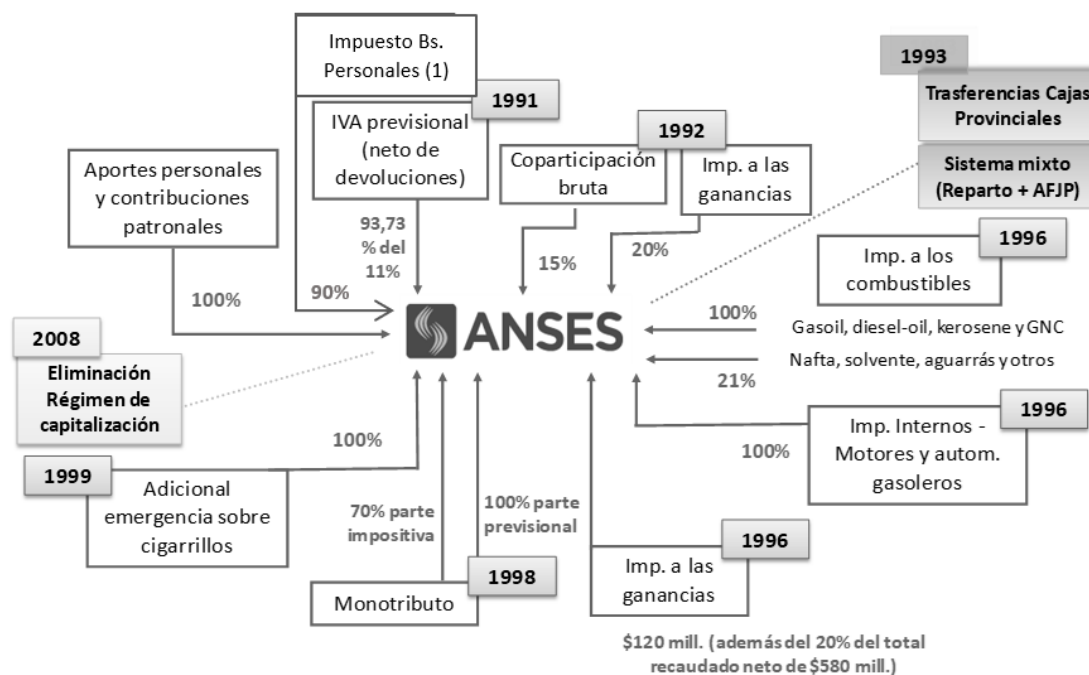 Impuesto Bs.
Personales (1)
1991
IVA previsional
(neto de
devoluciones)
93,73
% del
11%
90%
Aportes personales
y contribuciones
patronales
100%
1992
Coparticipación
bruta
15%
Imp. a las
ganancias
20%
1993
Trasferencias Cajas
Provinciales
Sistema mixto
(Reparto + AFJP)
1996
Imp. a los
combustibles
100%
Gasoil, diesel-oil, kerosene y GNC
Nafta, solvente, aguarrás y otros
21%
ANSES
2008
Eliminación
Régimen de
capitalización
1999
Adicional
emergencia sobre
cigarrillos
100%
70% parte
impositiva
100% parte
previsional
1998
Monotributo
1996
Imp. a las
ganancias
$120 mill. (además del 20% del total
recaudado neto de $580 mill.)
1996
Imp. Internos -
Motores y autom.
gasoleros
100%